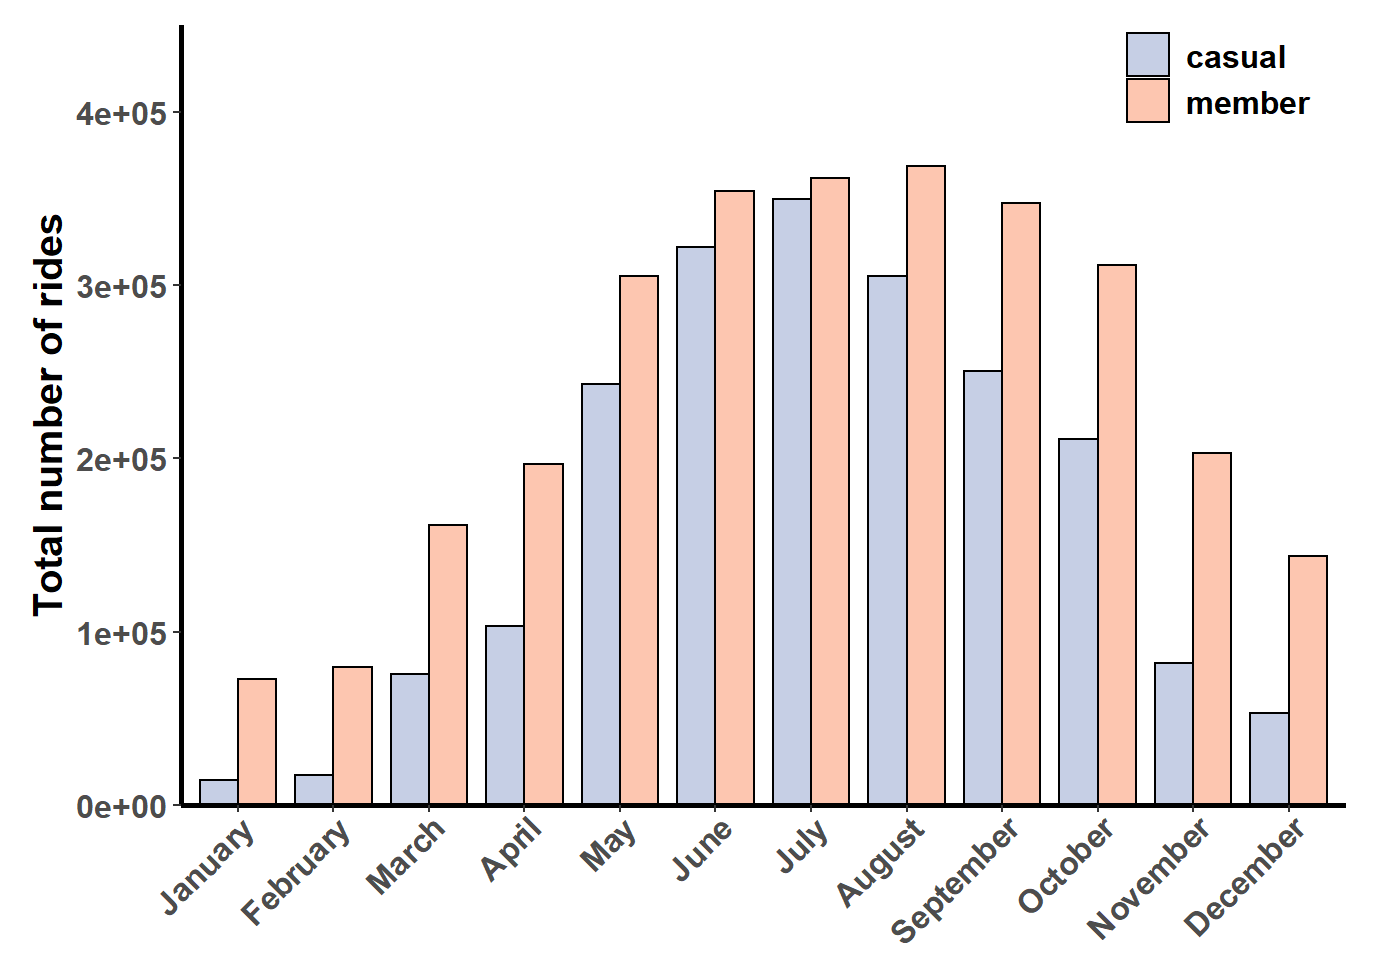 casual
member
Total number of rides
4e+05
3e+05
2e+05
1e+05
0e+00
January
February
March
April
May
June
July
August
September
October
November
December